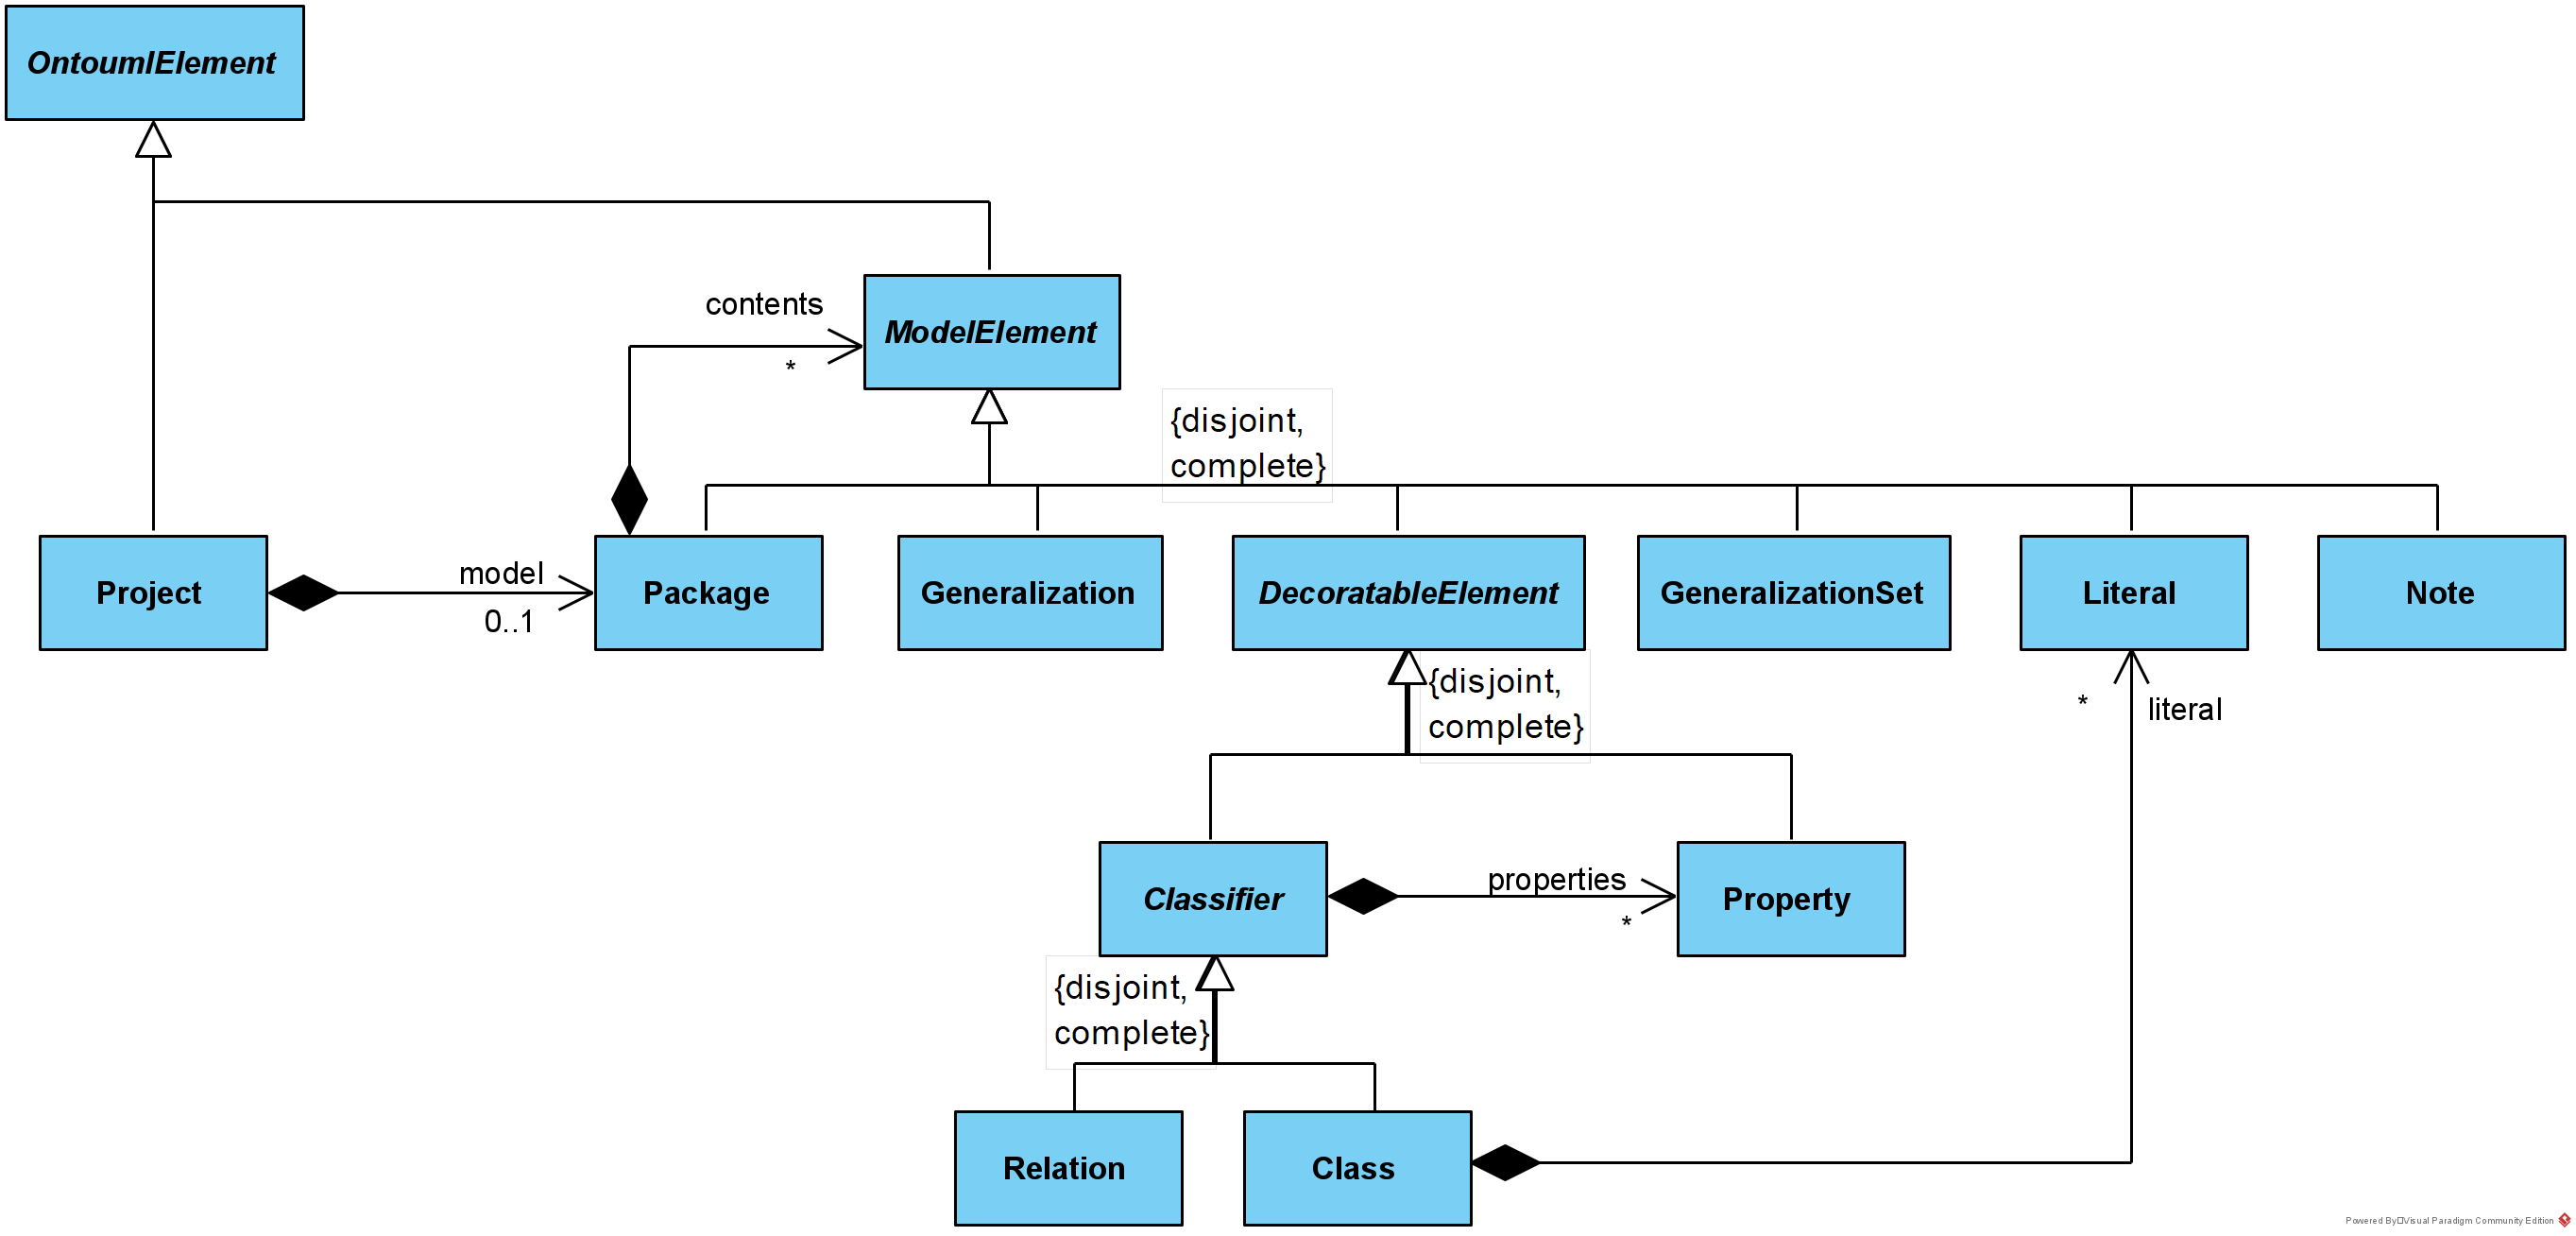 OntoumlElement
contents
*
ModelElement
{disjoint,
complete}
Project
model
0..1
Package
Generalization
DecoratableElement
GeneralizationSet
Literal
Note
{disjoint,
complete}
*
literal
Classifier
properties
*
Property
{disjoint,
complete}
Relation
Class
Powered By Visual Paradigm Community Edition